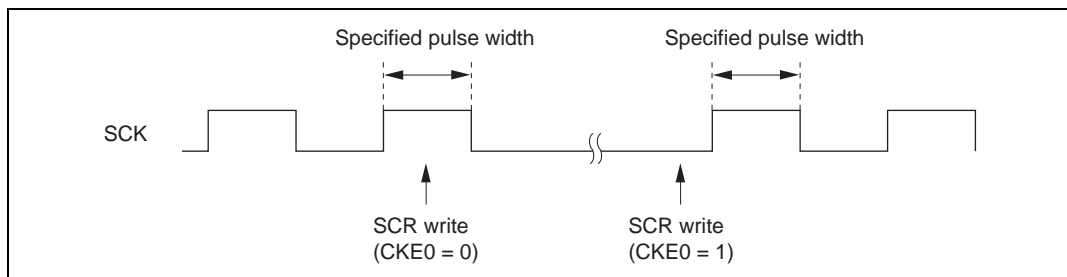 Specified pulse width
Specified pulse width
SCK
SCR write
(CKE0 = 0)
SCR write
(CKE0 = 1)